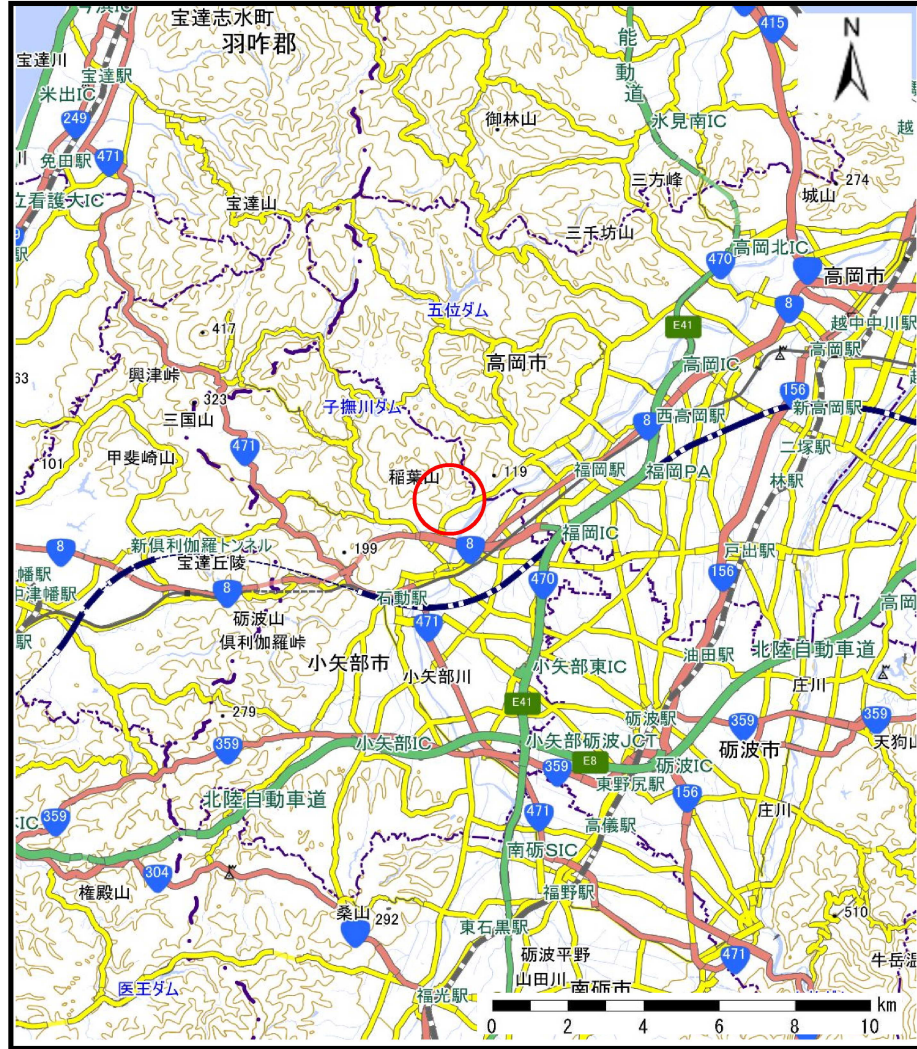 今浜IC
宝達志水町
羽咋郡
415
宝達川
宝達駅
米出IC
能
動
道
N
249
免田駅
471
御林山
氷見南IC
三方峰
274
城山
立看護大IC
宝達山
三千坊山
高岡北IC
470
高岡市
8
五位ダム
E41
越中中川駅
417
高岡市
高岡IC
高岡駅
興津峠
323
子撫川ダム
156
三国山
8
西高岡駅
新高岡駅
471
二塚駅
101
甲斐崎山
稲葉山
119
福岡駅
福岡PA
林駅
福岡IC
8
新倶利伽羅トンネル
199
8
戸出駅
幡駅
宝達丘陵
470
156
中津幡駅
8
石動駅
砺波山
471
倶利伽羅峠
小矢部市
小矢部川
小矢部東IC
油田駅
北陸自動車道
庄川
E41
279
砺波駅
359
359
359
小矢部IC
小矢部砺波JCT
砺波市
天狗山
E8
砺波IC
359
東野尻駅
北陸自動車道
156
庄川
359
471
高儀駅
南砺SIC
304
権殿山
福野駅
桑山
292
510
東石黒駅
砺波平野
471
牛岳温
山田川
医王ダム
南砺市
福光駅
km
0 2 4 6 8 10